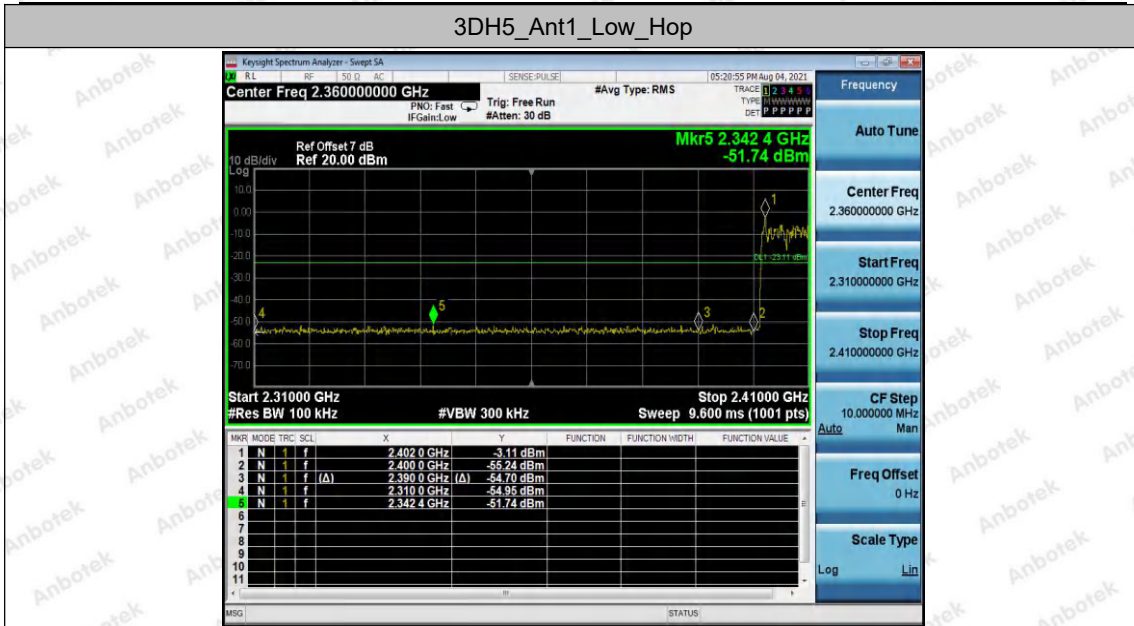 3DH5_Ant1_Low_Hop
Keysight Spectrum Analyzer - Swept SA
RL RF 50 Ω AC SENSE:PULSE 05:20:55 PM Aug 04, 2021
Center Freq 2.360000000 GHz
PNO: Fast
IFGain:Low
Trig: Free Run
#Atten: 30 dB
#Avg Type: RMS
TRACE 1 2 3 4 5 6
TYPE M W W W W W
DET P P P P P P
Mkr5 2.342 4 GHz
-51.74 dBm
Ref Offset 7 dB
10 dB/div Ref 20.00 dBm
Log
10.0
0.00
-10.0
-20.0
-30.0
-40.0
-50.0
-60.0
-70.0
1
DL1 -23.11 dBm
4
5
3
2
Start 2.31000 GHz Stop 2.41000 GHz
#Res BW 100 kHz #VBW 300 kHz Sweep 9.600 ms (1001 pts)
MKR MODE TRC SCL X Y FUNCTION FUNCTION WIDTH FUNCTION VALUE
1 N 1 f 2.402 0 GHz -3.11 dBm
2 N 1 f 2.400 0 GHz -55.24 dBm
3 N 1 f (Δ) 2.390 0 GHz (Δ) -54.70 dBm
4 N 1 f 2.310 0 GHz -54.95 dBm
5 N 1 f 2.342 4 GHz -51.74 dBm
6
7
8
9
10
11
MSG STATUS
Frequency
Auto Tune
Center Freq
2.360000000 GHz
Start Freq
2.310000000 GHz
Stop Freq
2.410000000 GHz
CF Step
10.000000 MHz
Auto Man
Freq Offset
0 Hz
Scale Type
Log Lin
Anbotek